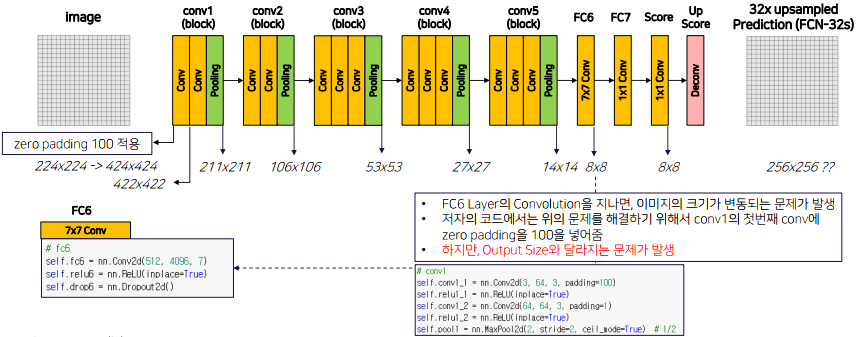 image
conv1
(block)
conv2
(block)
conv3
(block)
conv4
(block)
conv5
(block)
FC6
FC7
Score
Up
Score
32x upsampled
Prediction (FCN-32s)
Conv
Conv
Pooling
Conv
Conv
Pooling
Conv
Conv
Conv
Pooling
Conv
Conv
Conv
Pooling
Conv
Conv
Conv
Pooling
7x7 Conv
1x1 Conv
1x1 Conv
Deconv
zero padding 100 적용
224x224 -> 424x424
422x422
211x211
106x106
53x53
27x27
14x14
8x8
8x8
256x256 ??
• FC6 Layer의 Convolution을 지나면, 이미지의 크기가 변동되는 문제가 발생
• 저자의 코드에서는 위의 문제를 해결하기 위해서 conv1의 첫번째 conv에
zero padding을 100을 넣어줌
• 하지만, Output Size와 달라지는 문제가 발생
FC6
7x7 Conv
# fc6
self.fc6 = nn.Conv2d(512, 4096, 7)
self.relu6 = nn.ReLU(inplace=True)
self.drop6 = nn.Dropout2d()
# conv1
self.conv1_1 = nn.Conv2d(3, 64, 3, padding=100)
self.relu1_1 = nn.ReLU(inplace=True)
self.conv1_2 = nn.Conv2d(64, 64, 3, padding=1)
self.relu1_2 = nn.ReLU(inplace=True)
self.pool1 = nn.MaxPool2d(2, stride=2, ceil_mode=True) # 1/2